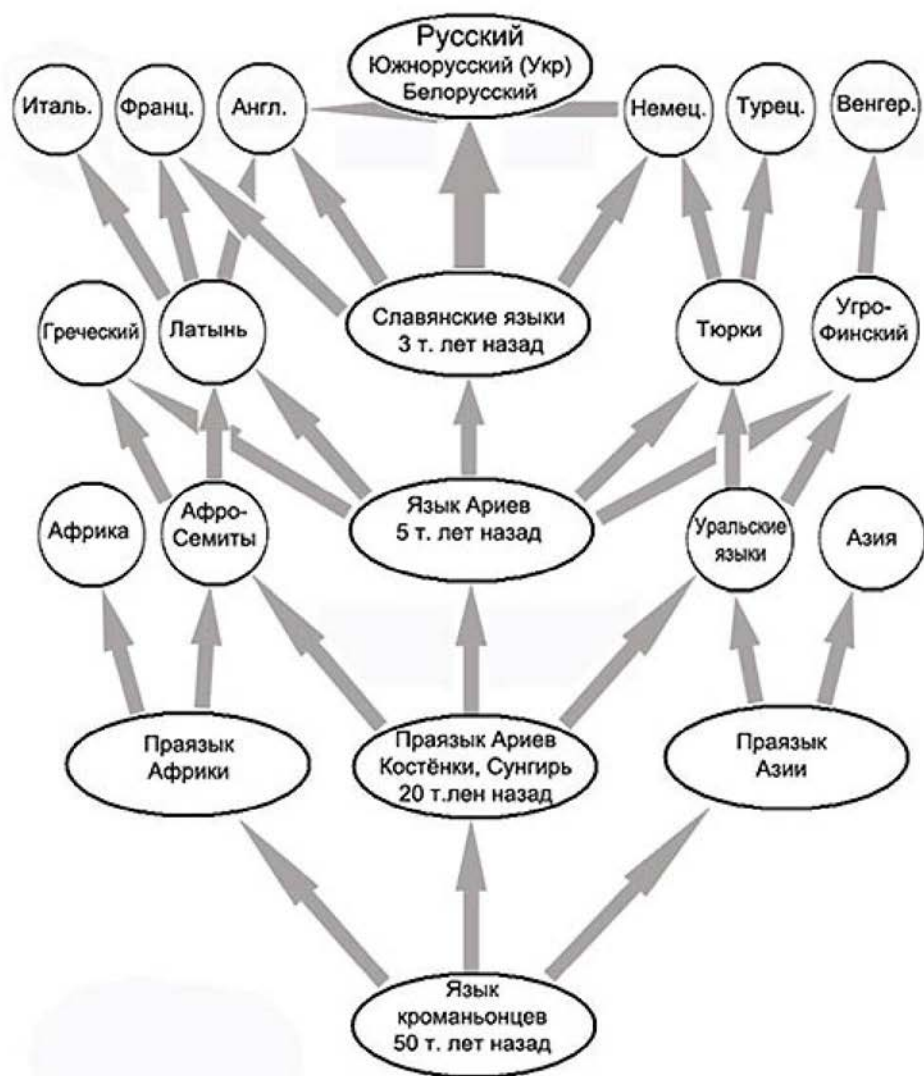 Русский
Южнорусский (Укр)
Белорусский
Италь.
Франц.
Англ.
Немец.
Турец.
Венгер.
Греческий
Латынь
Славянские языки
3 т. лет назад
Тюрки
Угро-
Финский
Африка
Афро-
Семиты
Язык Ариев
5 т. лет назад
Уральские
языки
Азия
Праязык
Африки
Праязык Ариев
Костёнки, Сунгирь
20 т.лен назад
Праязык
Азии
Язык
кроманьонцев
50 т. лет назад